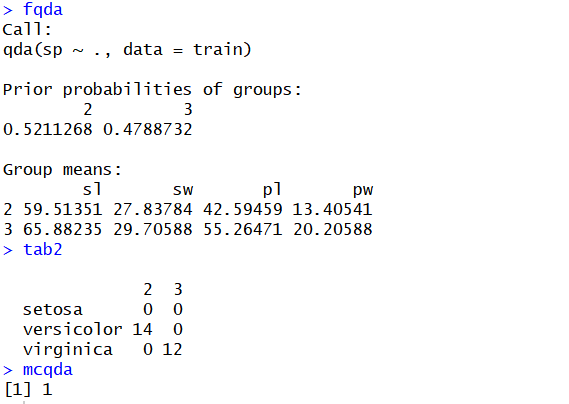 > fqda
Call:
qda(sp ~ ., data = train)
Prior probabilities of groups:
2 3
0.5211268 0.4788732
Group means:
sl sw pl pw
2 59.51351 27.83784 42.59459 13.40541
3 65.88235 29.70588 55.26471 20.20588
> tab2
2 3
setosa 0 0
versicolor 14 0
virginica 0 12
> mcqda
[1] 1